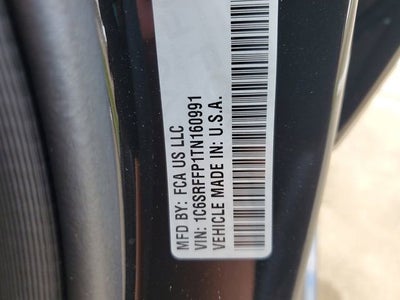 MFD BY: FCA US LLC
VIN: 1C6SRFFP1TN160991
VEHICLE MADE IN: U.S.A.